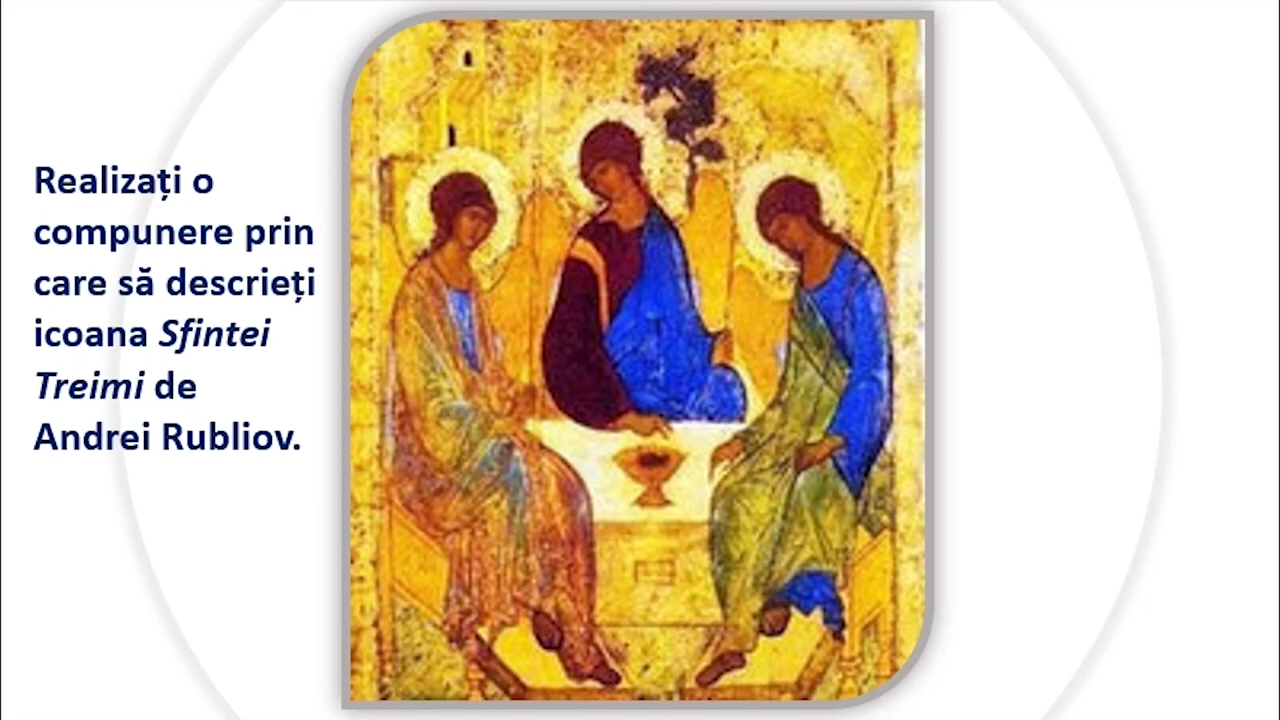 Realizați o
compunere prin
care să descrieți
icoana Sfintei
Treimi de
Andrei Rubliov.